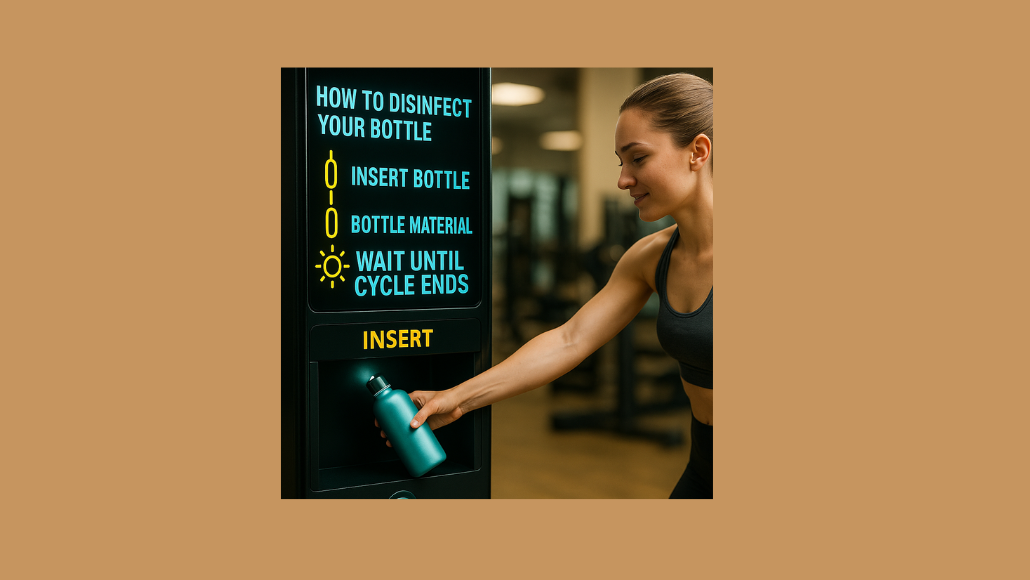 HOW TO DISINFECT
YOUR BOTTLE
INSERT BOTTLE
BOTTLE MATERIAL
WAIT UNTIL
CYCLE ENDS
INSERT